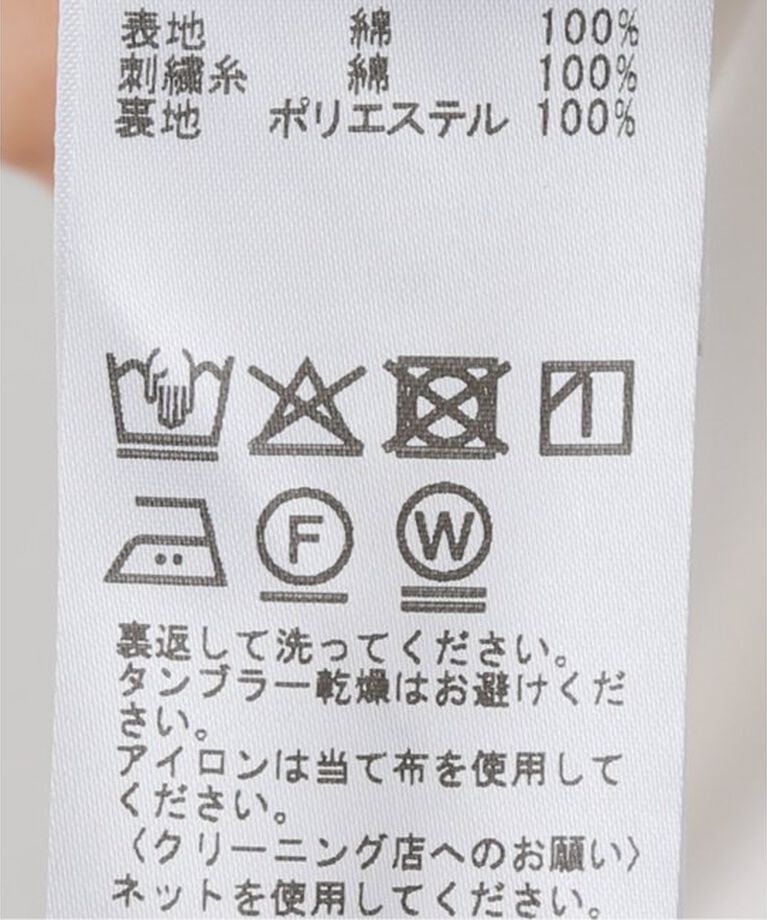 表地 綿 100%
刺繍糸 綿 100%
裏地 ポリエステル 100%
F W
裏返して洗ってください。
タンブラー乾燥はお避けくだ
さい。
アイロンは当て布を使用して
ください。
〈クリーニング店へのお願い〉
ネットを使用してください。